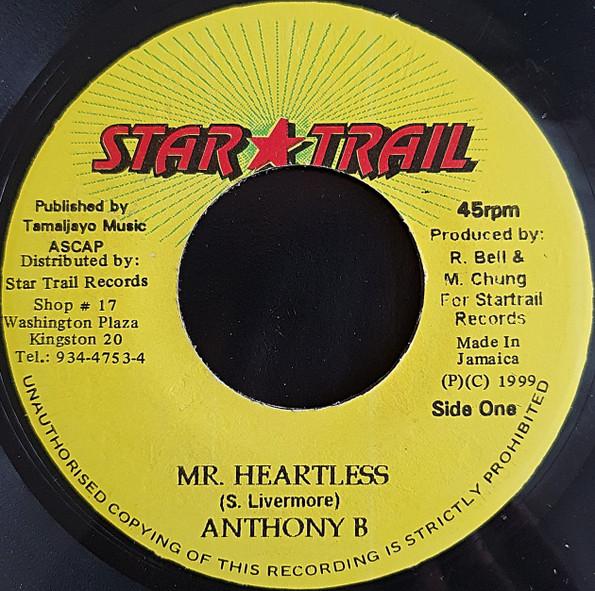 STAR TRAIL
Published by
Tamaljayo Music
ASCAP
Distributed by:
Star Trail Records
Shop # 17
Washington Plaza
Kingston 20
Tel.: 934-4753-4
45rpm
Produced by:
R. Bell &
M. Chung
For Startrail
Records
Made In
Jamaica
(P)(C) 1999
Side One
MR. HEARTLESS
(S. Livermore)
ANTHONY B
UNAUTHORISED COPYING OF THIS RECORDING IS STRICTLY PROHIBITED